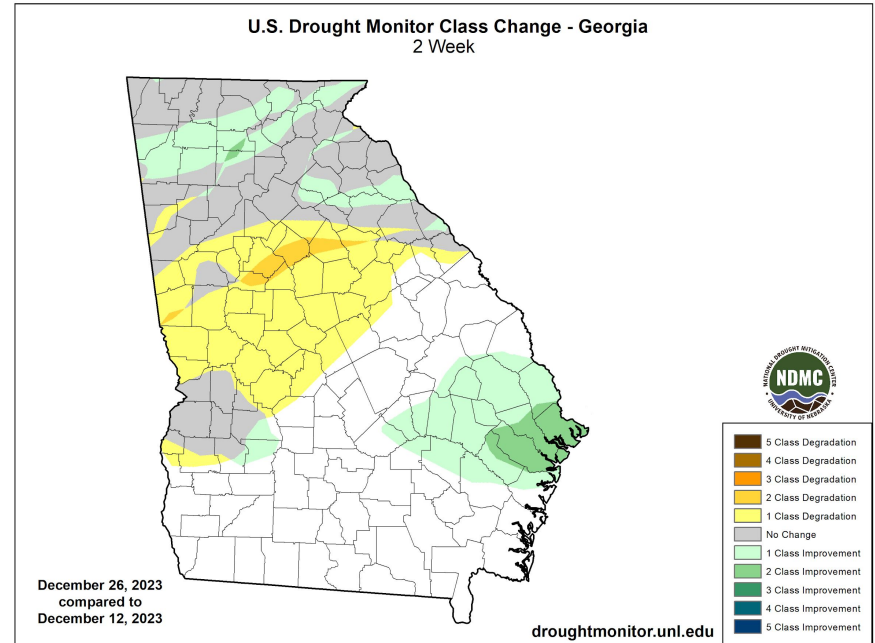 U.S. Drought Monitor Class Change - Georgia
2 Week
NATIONAL DROUGHT MITIGATION CENTER
NDMC
UNIVERSITY OF NEBRASKA
5 Class Degradation
4 Class Degradation
3 Class Degradation
2 Class Degradation
1 Class Degradation
No Change
1 Class Improvement
2 Class Improvement
3 Class Improvement
4 Class Improvement
5 Class Improvement
December 26, 2023
compared to
December 12, 2023
droughtmonitor.unl.edu